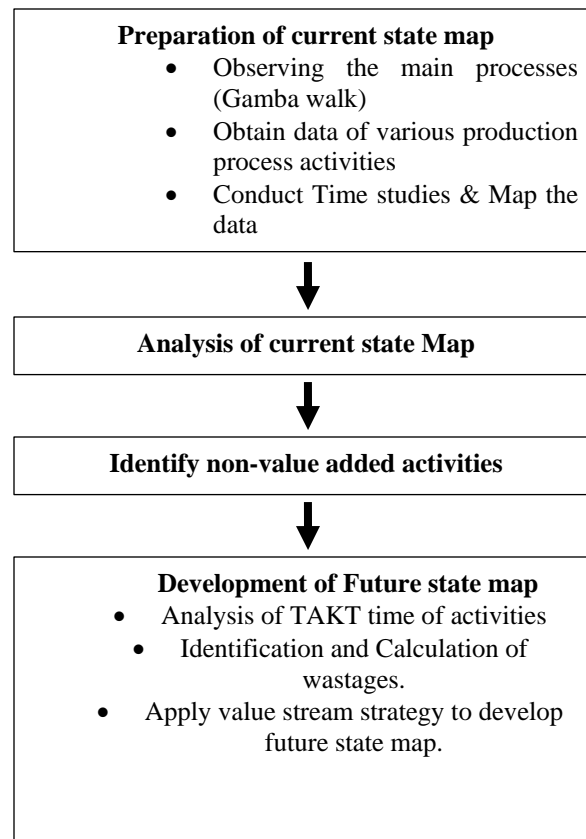 Preparation of current state map
• Observing the main processes
(Gamba walk)
• Obtain data of various production
process activities
• Conduct Time studies & Map the
data
Analysis of current state Map
Identify non-value added activities
Development of Future state map
• Analysis of TAKT time of activities
• Identification and Calculation of
wastages.
• Apply value stream strategy to develop
future state map.